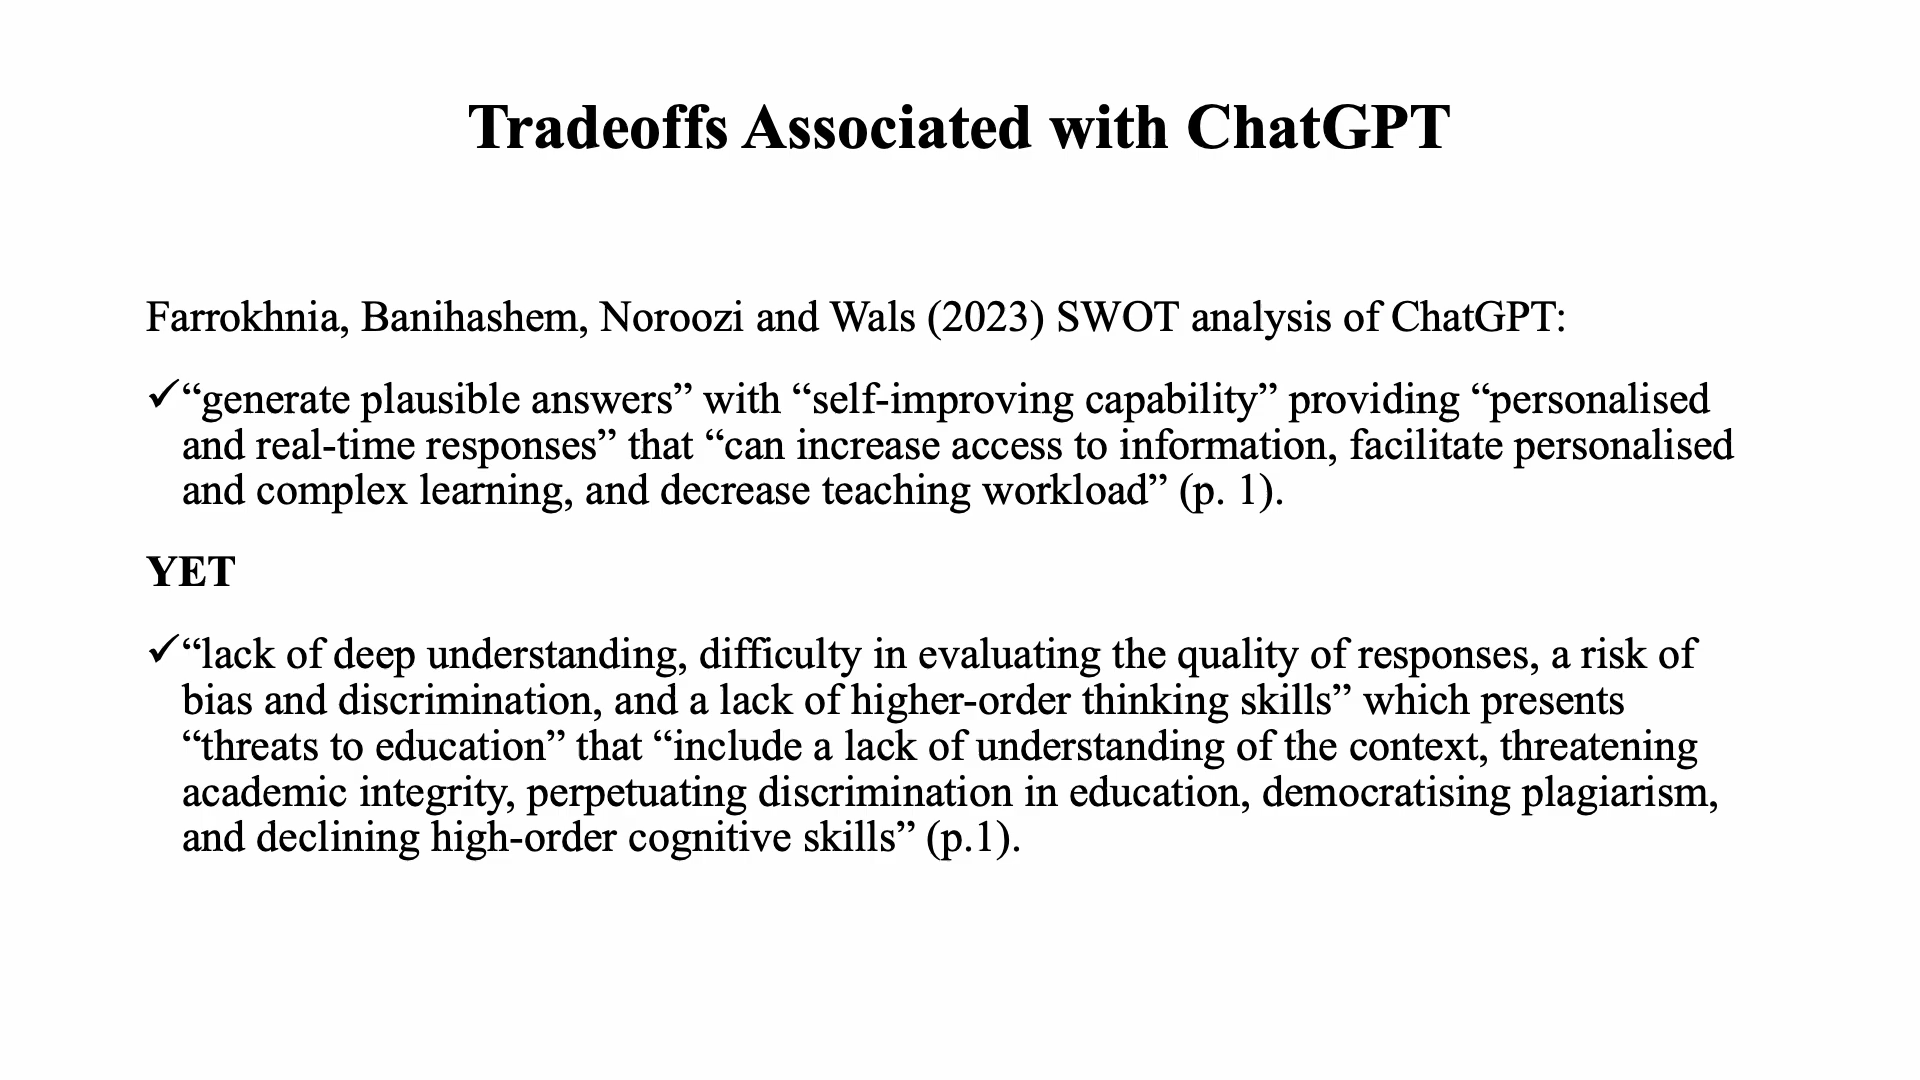 Tradeoffs Associated with ChatGPT
Farrokhnia, Banihashem, Noroozi and Wals (2023) SWOT analysis of ChatGPT:
✓“generate plausible answers” with “self-improving capability” providing “personalised
and real-time responses” that “can increase access to information, facilitate personalised
and complex learning, and decrease teaching workload” (p. 1).
YET
✓“lack of deep understanding, difficulty in evaluating the quality of responses, a risk of
bias and discrimination, and a lack of higher-order thinking skills” which presents
“threats to education” that “include a lack of understanding of the context, threatening
academic integrity, perpetuating discrimination in education, democratising plagiarism,
and declining high-order cognitive skills” (p.1).